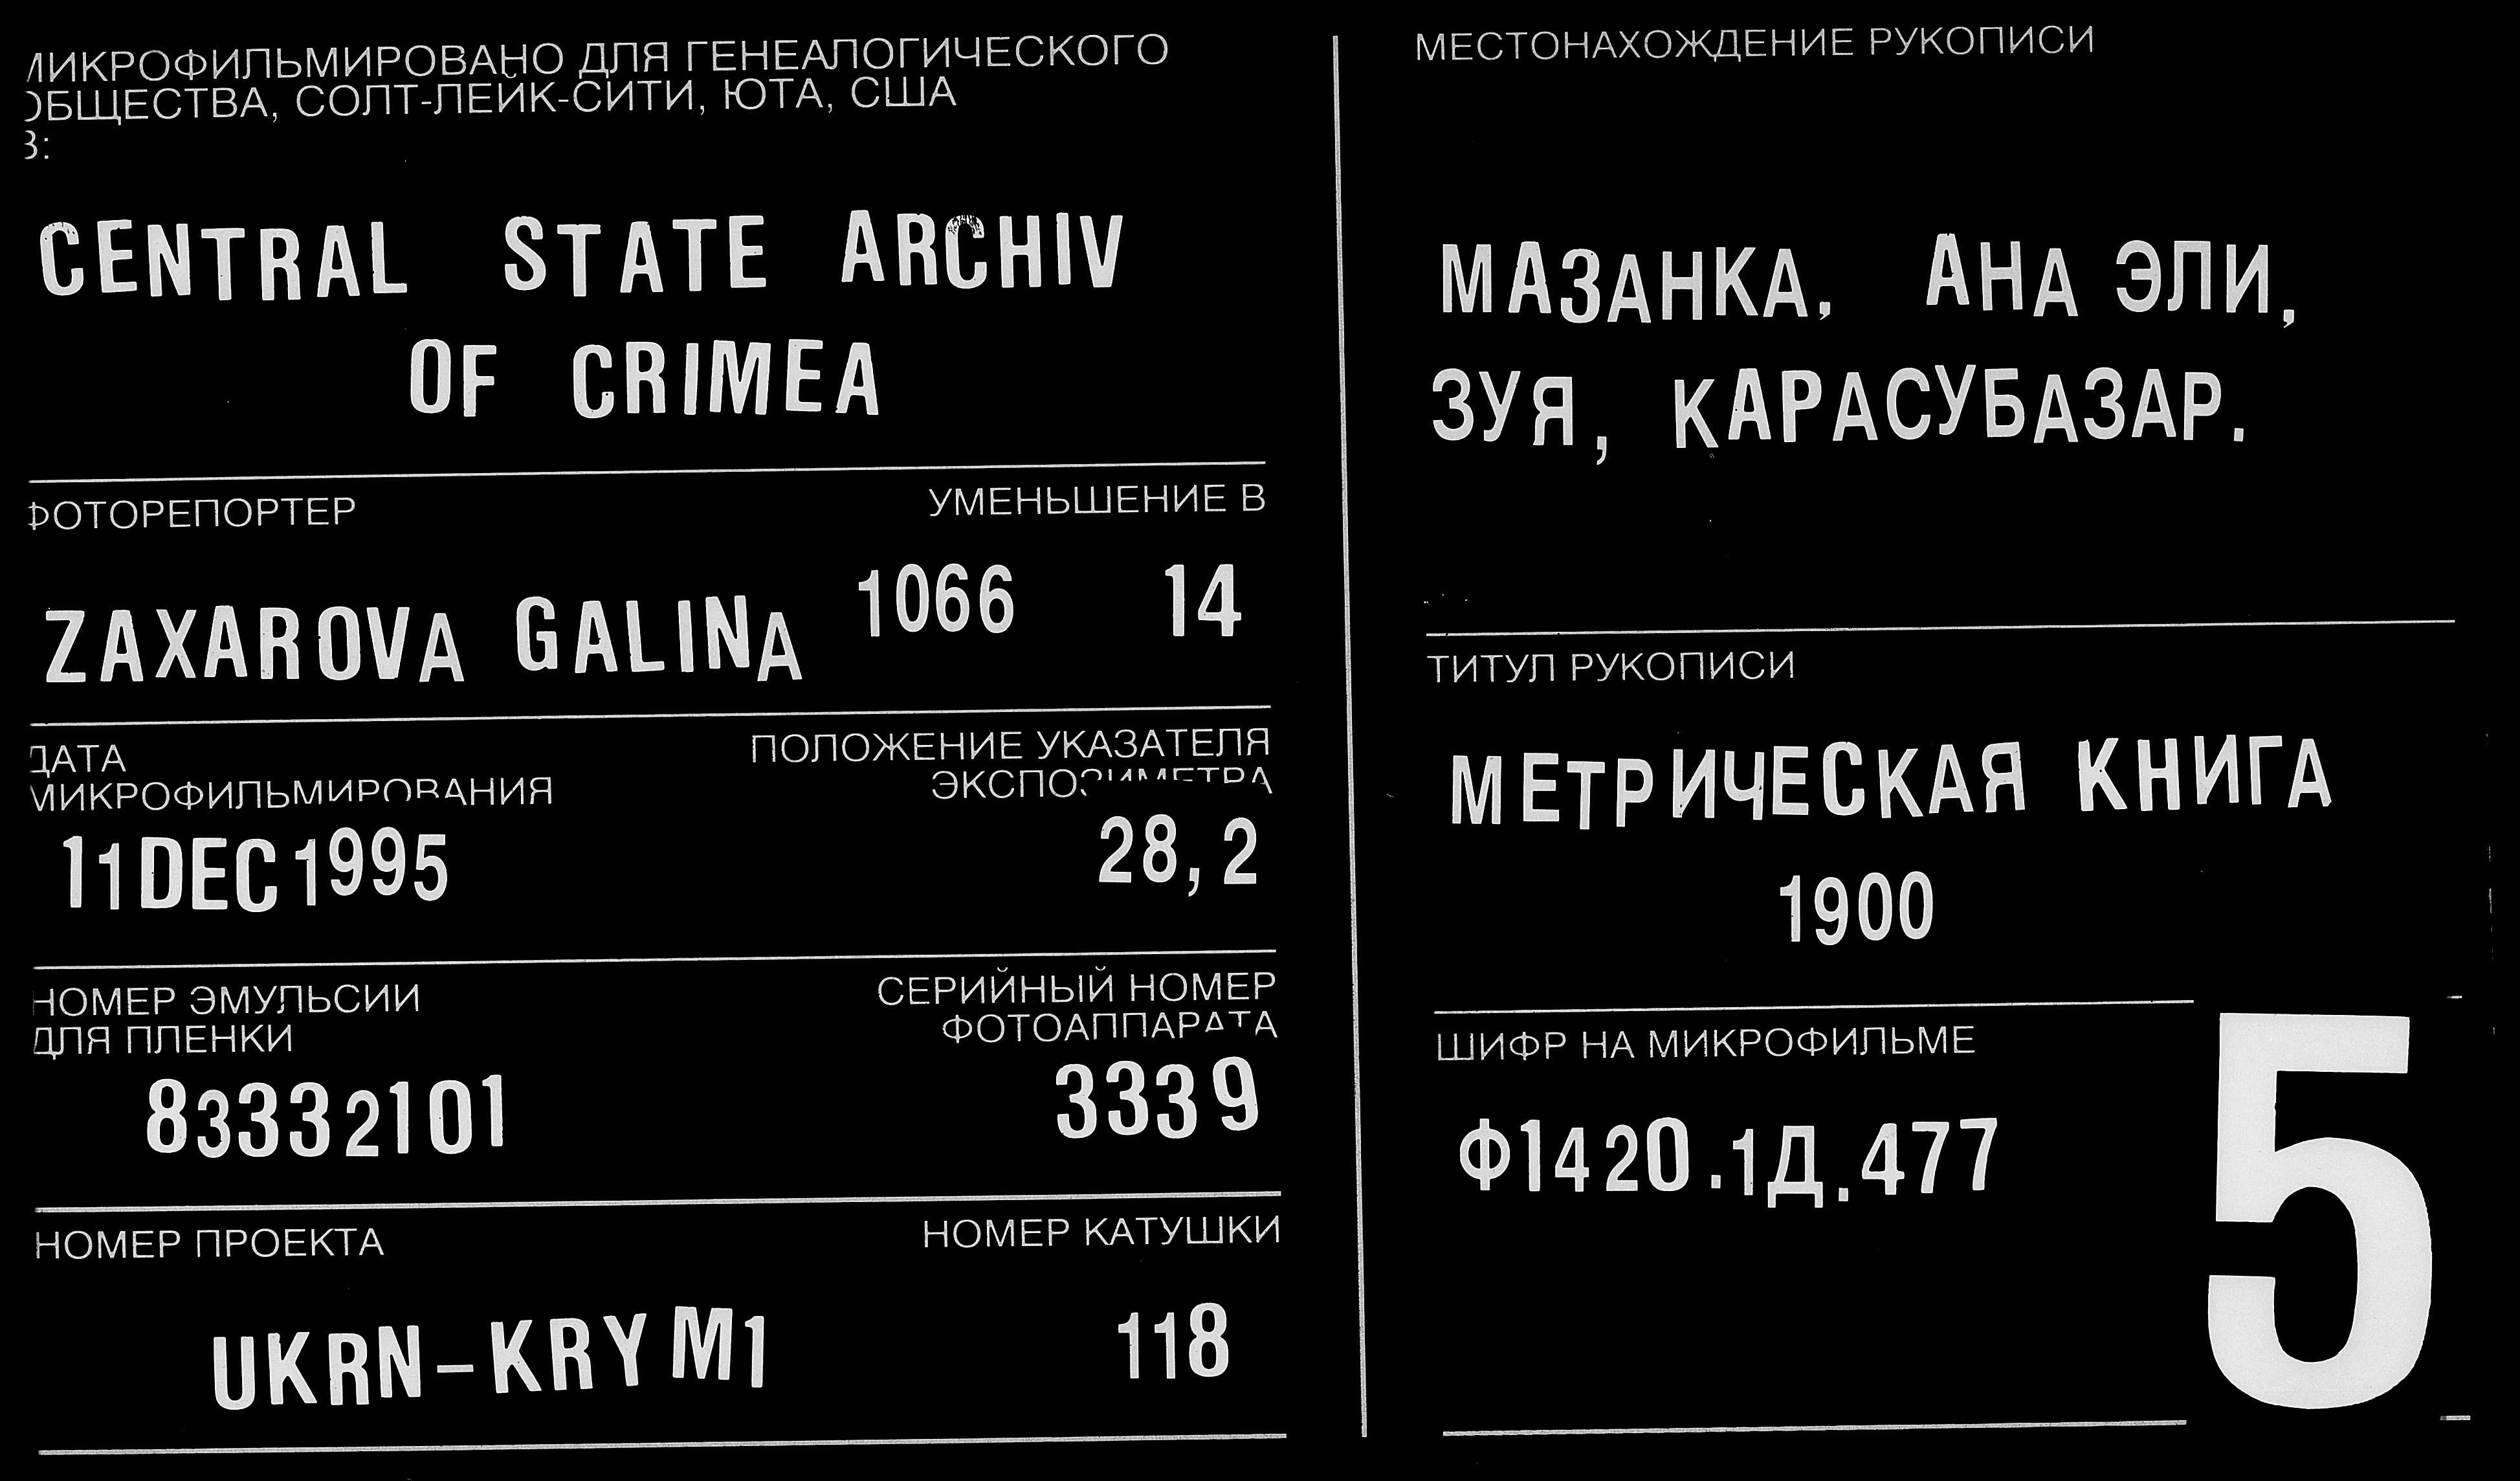 МИКРОФИЛЬМИРОВАНО ДЛЯ ГЕНЕАЛОГИЧЕСКОГО
ОБЩЕСТВА, СОЛТ-ЛЕЙК-СИТИ, ЮТА, США
В:
CENTRAL STATE ARCHIV
OF CRIMEA
ФОТОРЕПОРТЕР
УМЕНЬШЕНИЕ В
ZAXAROVA GALINA 1066 14
ДАТА
МИКРОФИЛЬМИРОВАНИЯ
ПОЛОЖЕНИЕ УКАЗАТЕЛЯ
ЭКСПОЗИМЕТРА
11DEC1995
28,2
НОМЕР ЭМУЛЬСИИ
ДЛЯ ПЛЕНКИ
СЕРИЙНЫЙ НОМЕР
ФОТОАППАРАТА
83332101
3339
НОМЕР ПРОЕКТА
НОМЕР КАТУШКИ
UKRN-KRYM1
118
МЕСТОНАХОЖДЕНИЕ РУКОПИСИ
МАЗАНКА, АНА ЭЛИ,
ЗУЯ, КАРАСУБАЗАР.
ТИТУЛ РУКОПИСИ
МЕТРИЧЕСКАЯ КНИГА
1900
ШИФР НА МИКРОФИЛЬМЕ
Ф1420.1Д.477
5